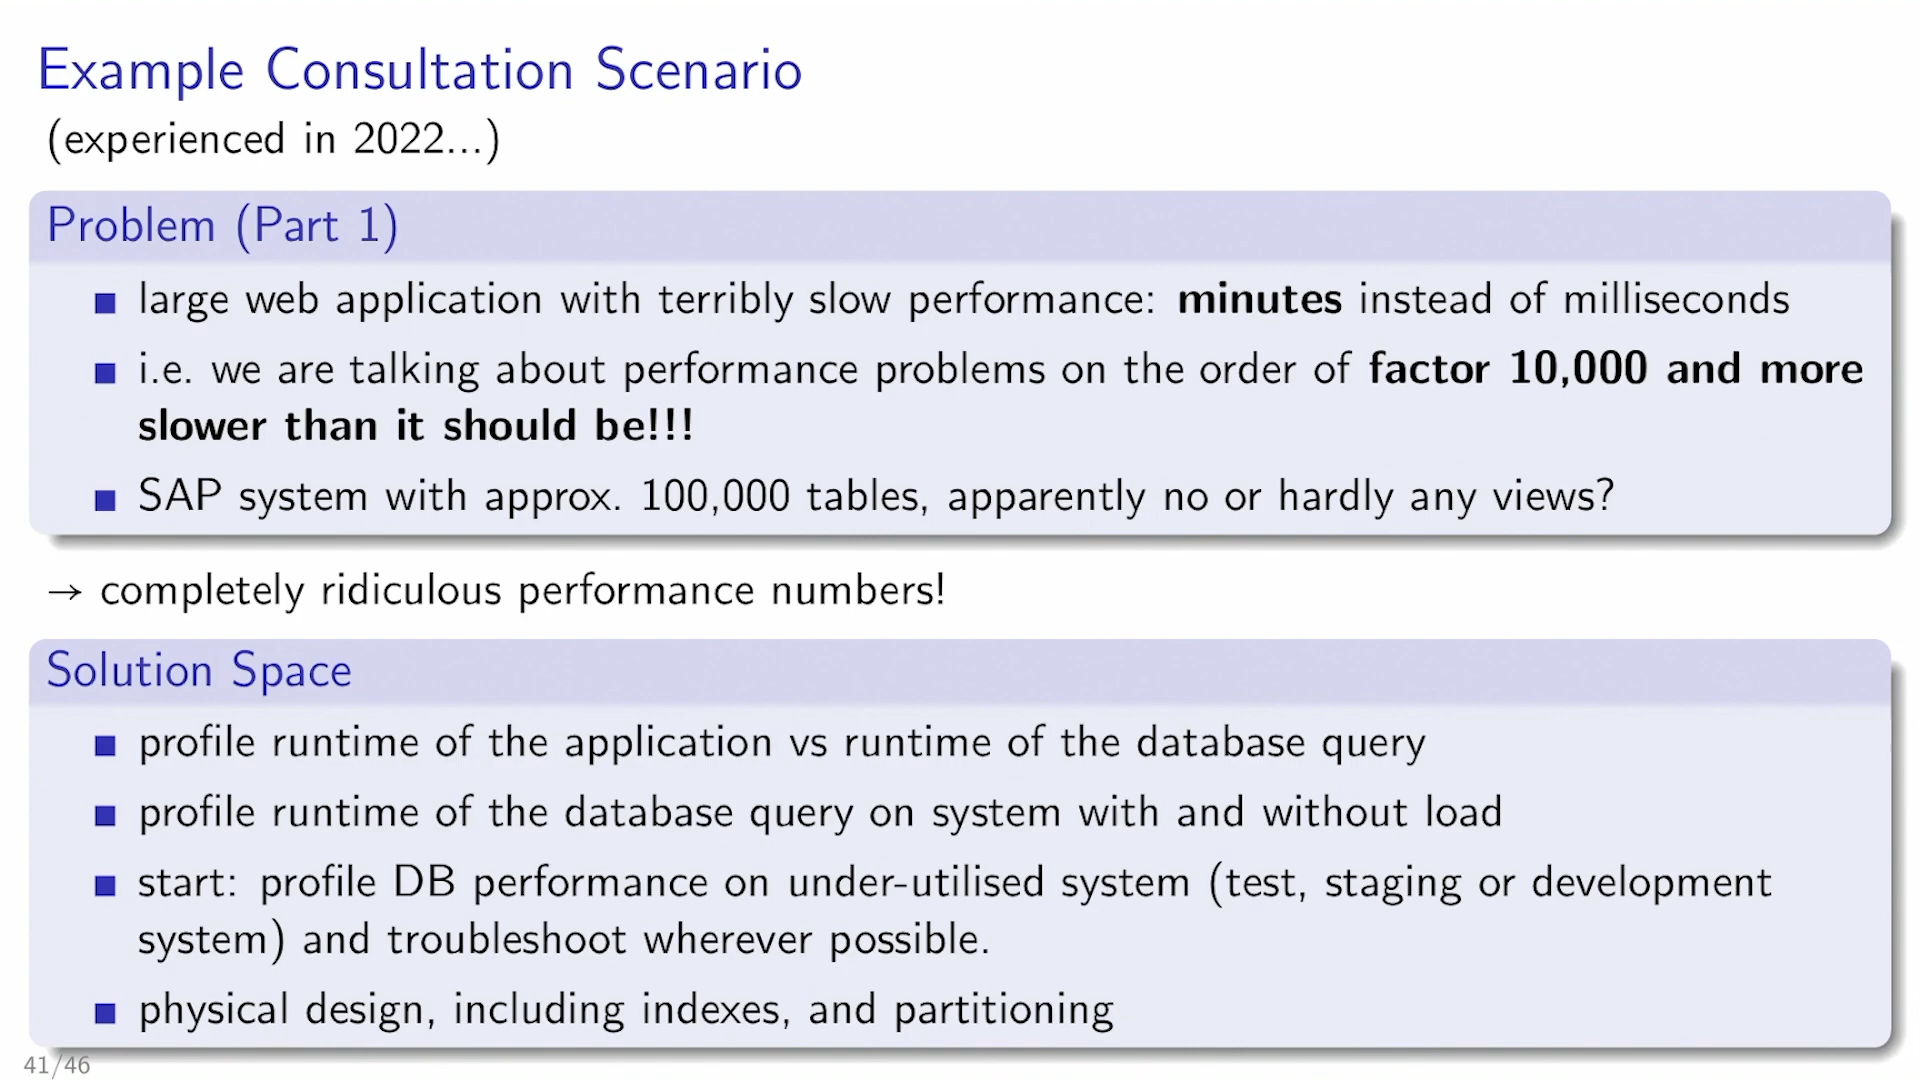 Example Consultation Scenario
(experienced in 2022...)
Problem (Part 1)
■ large web application with terribly slow performance: minutes instead of milliseconds
■ i.e. we are talking about performance problems on the order of factor 10,000 and more
slower than it should be!!!
■ SAP system with approx. 100,000 tables, apparently no or hardly any views?
→ completely ridiculous performance numbers!
Solution Space
■ profile runtime of the application vs runtime of the database query
■ profile runtime of the database query on system with and without load
■ start: profile DB performance on under-utilised system (test, staging or development
system) and troubleshoot wherever possible.
■ physical design, including indexes, and partitioning
41/46